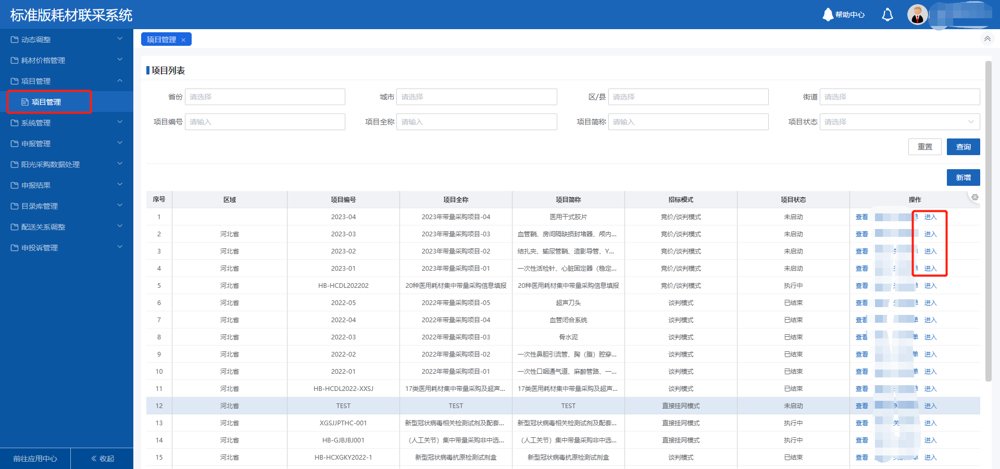 标准版耗材联采系统
帮助中心
动态调整
耗材价格管理
项目管理
项目管理
系统管理
申报管理
阳光采购数据处理
申报结果
目录库管理
配送关系调整
申投诉管理
前往应用中心
收起
项目管理 ×
项目列表
省份 请选择 城市 请选择 区/县 请选择 街道 请选择
项目编号 请输入 项目全称 请输入 项目简称 请输入 项目状态 请选择
重置 查询
新增
序号 区域 项目编号 项目全称 项目简称 招标模式 项目状态 操作
1 2023-04 2023年带量采购项目-04 医用干式胶片 竞价/谈判模式 未启动 查看 单 进入
2 河北省 2023-03 2023年带量采购项目-03 血管鞘、房间隔缺损封堵器、颅内... 竞价/谈判模式 未启动 查看 进入
3 河北省 2023-02 2023年带量采购项目-02 结扎夹、输尿管鞘、造影导管、Y... 竞价/谈判模式 未启动 查看 进入
4 河北省 2023-01 2023年带量采购项目-01 一次性活检针、心脏固定器（稳定... 竞价/谈判模式 未启动 查看 单 进入
5 河北省 HB-HCDL202202 20种医用耗材集中带量采购信息填报 20种医用耗材集中带量采购信息填报 竞价/谈判模式 执行中 查看 单 进入
6 河北省 2022-05 2022年带量采购项目-05 超声刀头 谈判模式 已结束 查看 单 进入
7 河北省 2022-04 2022年带量采购项目-04 血管闭合系统 谈判模式 已结束 查看 单 进入
8 河北省 2022-03 2022年带量采购项目-03 骨水泥 谈判模式 已结束 查看 单 进入
9 河北省 2022-02 2022年带量采购项目-02 一次性鼻胆引流管、胸（腹）腔穿... 谈判模式 已结束 查看 单 进入
10 河北省 2022-01 2022年带量采购项目-01 一次性口咽通气道、麻醉管路、一... 谈判模式 已结束 查看 单 进入
11 河北省 HB-HCDL2022-XXSJ 17类医用耗材集中带量采购及超声... 17类医用耗材集中带量采购及超声... 谈判模式 已结束 查看 单 进入
12 河北省 TEST TEST TEST 直接挂网模式 未启动 查看 关 单 进入
13 河北省 XGSJJPTHC-001 新型冠状病毒相关检测试剂及配套... 新型冠状病毒相关检测试剂及配套... 直接挂网模式 执行中 查看 关 进入
14 河北省 HB-GJBJBJ001 （人工关节）集中带量采购非中选... （人工关节）集中带量采购非中选... 直接挂网模式 执行中 查看 进入
15 河北省 HB-HCXGKY2022-1 新型冠状病毒抗原检测试剂盒 新型冠状病毒抗原检测试剂盒 谈判模式 已结束 查看 单 进入